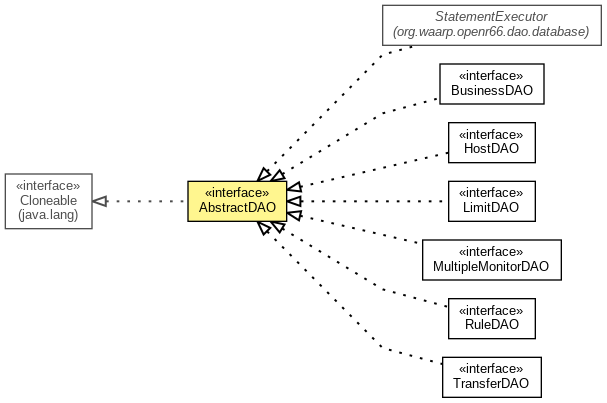 StatementExecutor
(org.waarp.openr66.dao.database)
«interface»
BusinessDAO
«interface»
HostDAO
«interface»
Cloneable
(java.lang)
«interface»
AbstractDAO
«interface»
LimitDAO
«interface»
MultipleMonitorDAO
«interface»
RuleDAO
«interface»
TransferDAO